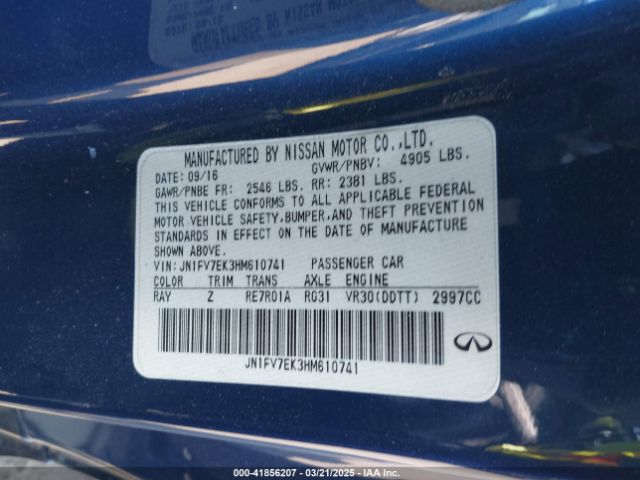 MANUFACTURED BY NISSAN MOTOR CO.,LTD.
DATE: 09/16 GVWR/PNBV: 4905 LBS.
GAWR/PNBE FR: 2546 LBS. RR: 2381 LBS.
THIS VEHICLE CONFORMS TO ALL APPLICABLE FEDERAL
MOTOR VEHICLE SAFETY,BUMPER,AND THEFT PREVENTION
STANDARDS IN EFFECT ON THE DATE OF MANUFACTURE
SHOWN ABOVE.
VIN: JN1FV7EK3HM610741 PASSENGER CAR
COLOR TRIM TRANS AXLE ENGINE
RAY Z RE7R01A RG31 VR30(DDTT) 2997CC
JN1FV7EK3HM610741
000-41856207 - 03/21/2025 - IAA Inc.